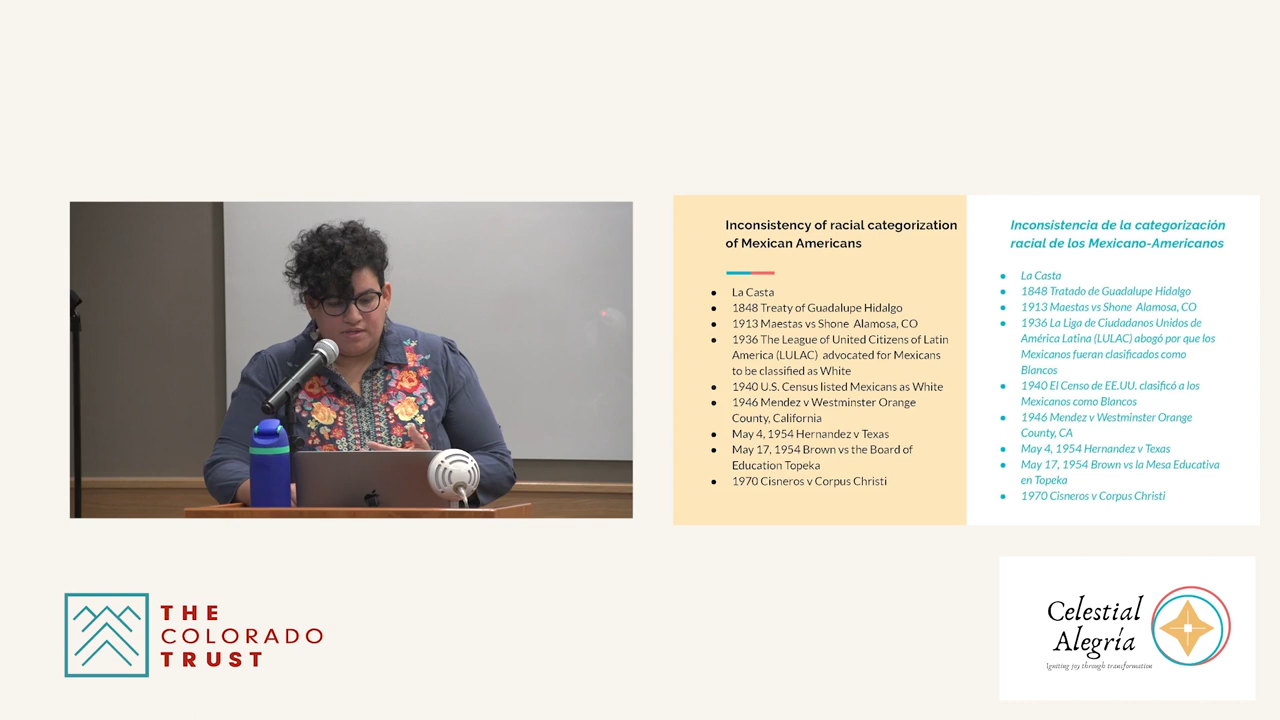 Inconsistency of racial categorization
of Mexican Americans
● La Casta
● 1848 Treaty of Guadalupe Hidalgo
● 1913 Maestas vs Shone Alamosa, CO
● 1936 The League of United Citizens of Latin
America (LULAC) advocated for Mexicans
to be classified as White
● 1940 U.S. Census listed Mexicans as White
● 1946 Mendez v Westminster Orange
County, California
● May 4, 1954 Hernandez v Texas
● May 17, 1954 Brown vs the Board of
Education Topeka
● 1970 Cisneros v Corpus Christi
Inconsistencia de la categorización
racial de los Mexicano-Americanos
● La Casta
● 1848 Tratado de Guadalupe Hidalgo
● 1913 Maestas vs Shone Alamosa, CO
● 1936 La Liga de Ciudadanos Unidos de
América Latina (LULAC) abogó por que los
Mexicanos fueran clasificados como
Blancos
● 1940 El Censo de EE.UU. clasificó a los
Mexicanos como Blancos
● 1946 Mendez v Westminster Orange
County, CA
● May 4, 1954 Hernandez v Texas
● May 17, 1954 Brown vs la Mesa Educativa
en Topeka
● 1970 Cisneros v Corpus Christi
THE
COLORADO
TRUST
Celestial
Alegría
Igniting joy through transformation